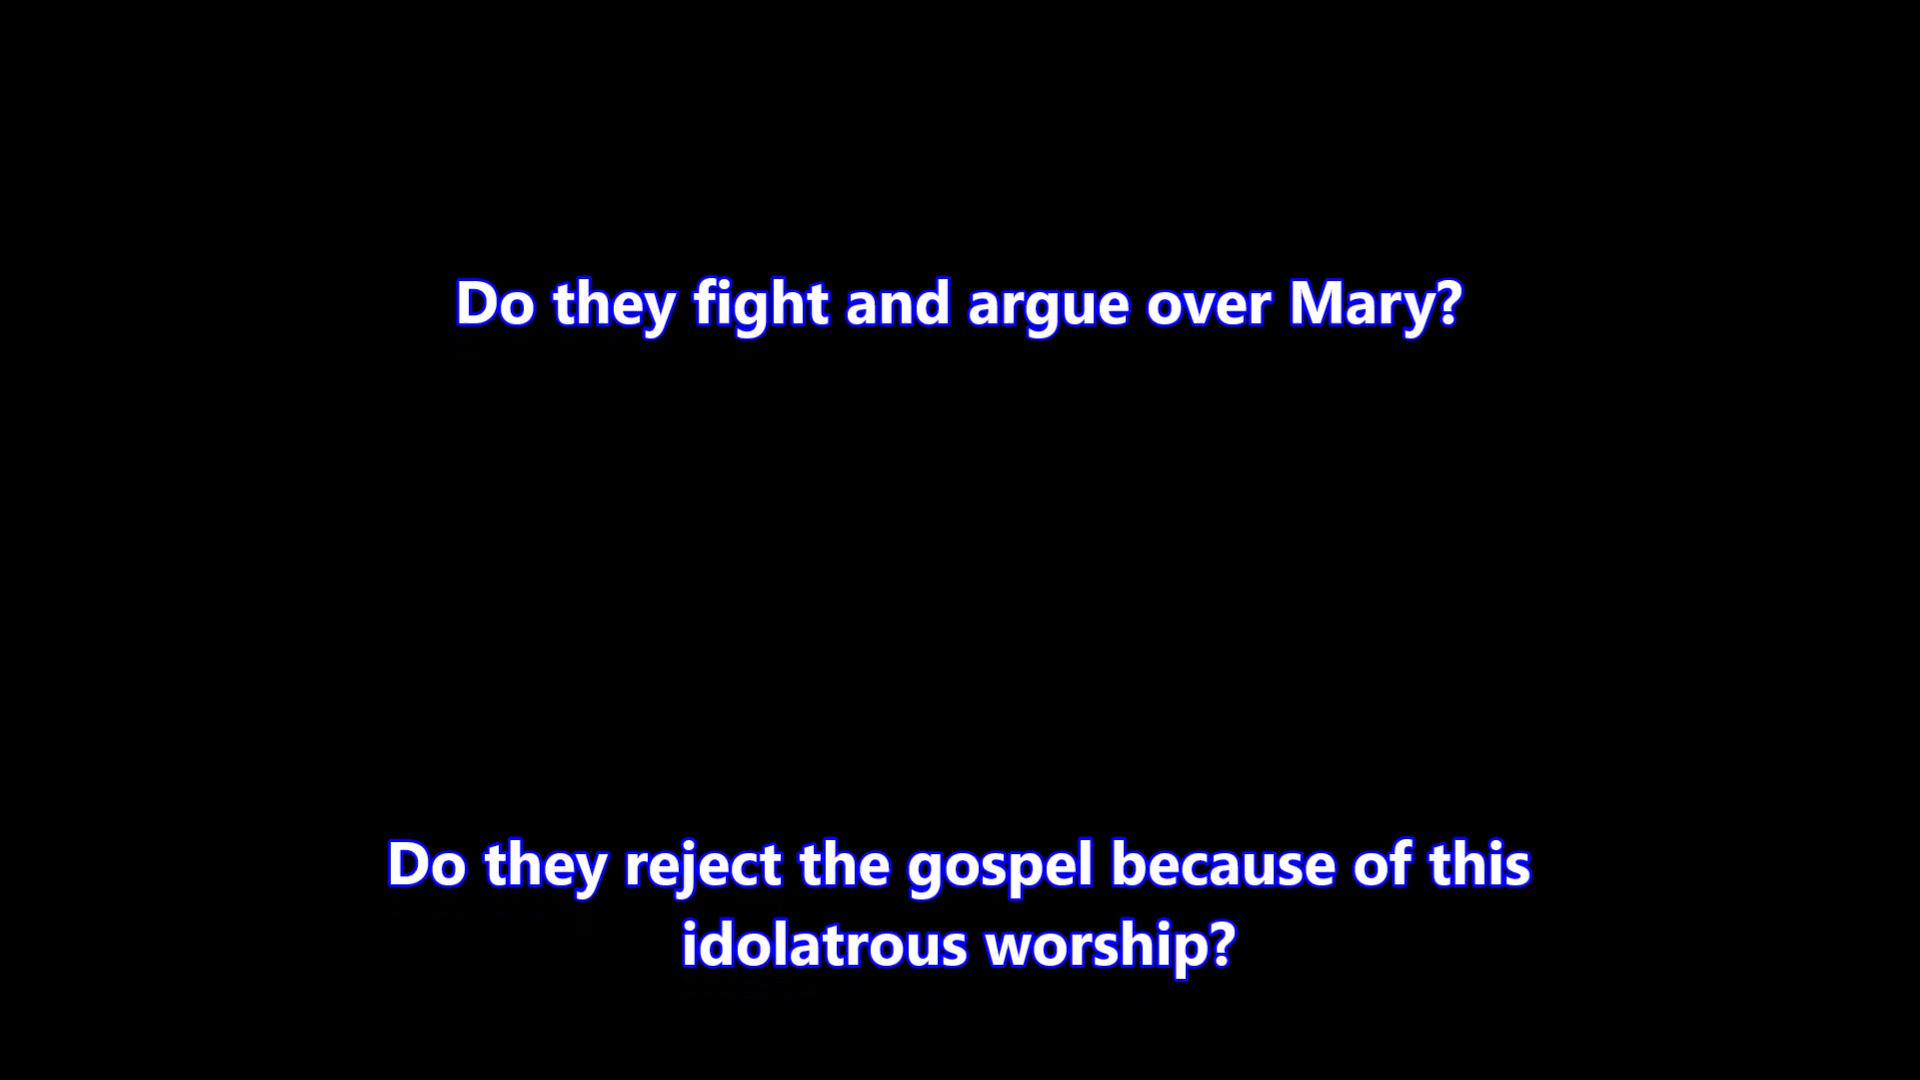 Do they fight and argue over Mary?
Do they reject the gospel because of this
idolatrous worship?